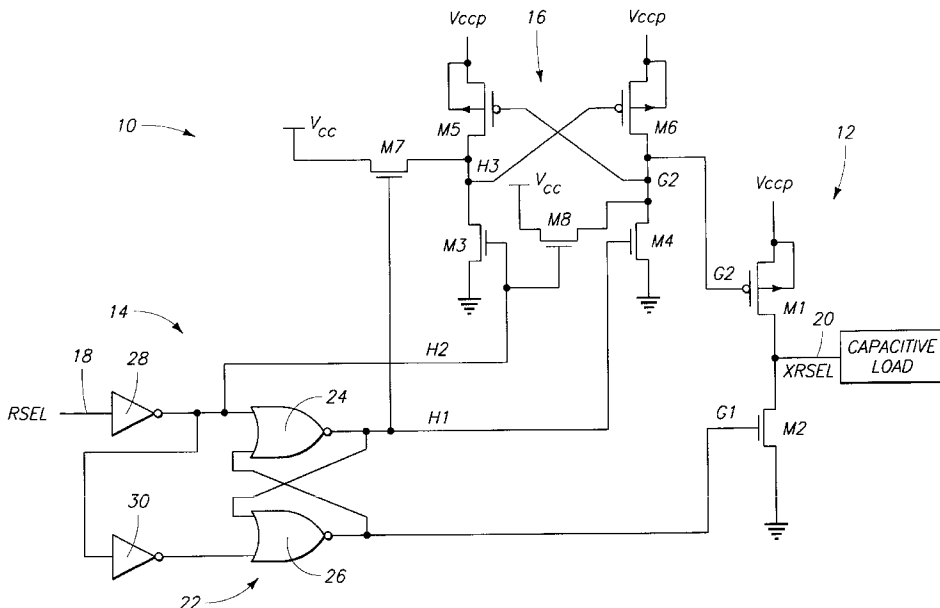 Vccp
16
Vccp
10
Vcc
M7
M5
M6
12
H3
Vcc
G2
Vccp
M8
M3
M4
G2
M1
14
20
CAPACITIVE
LOAD
H2
XRSEL
18
28
RSEL
24
G1
H1
M2
30
26
22